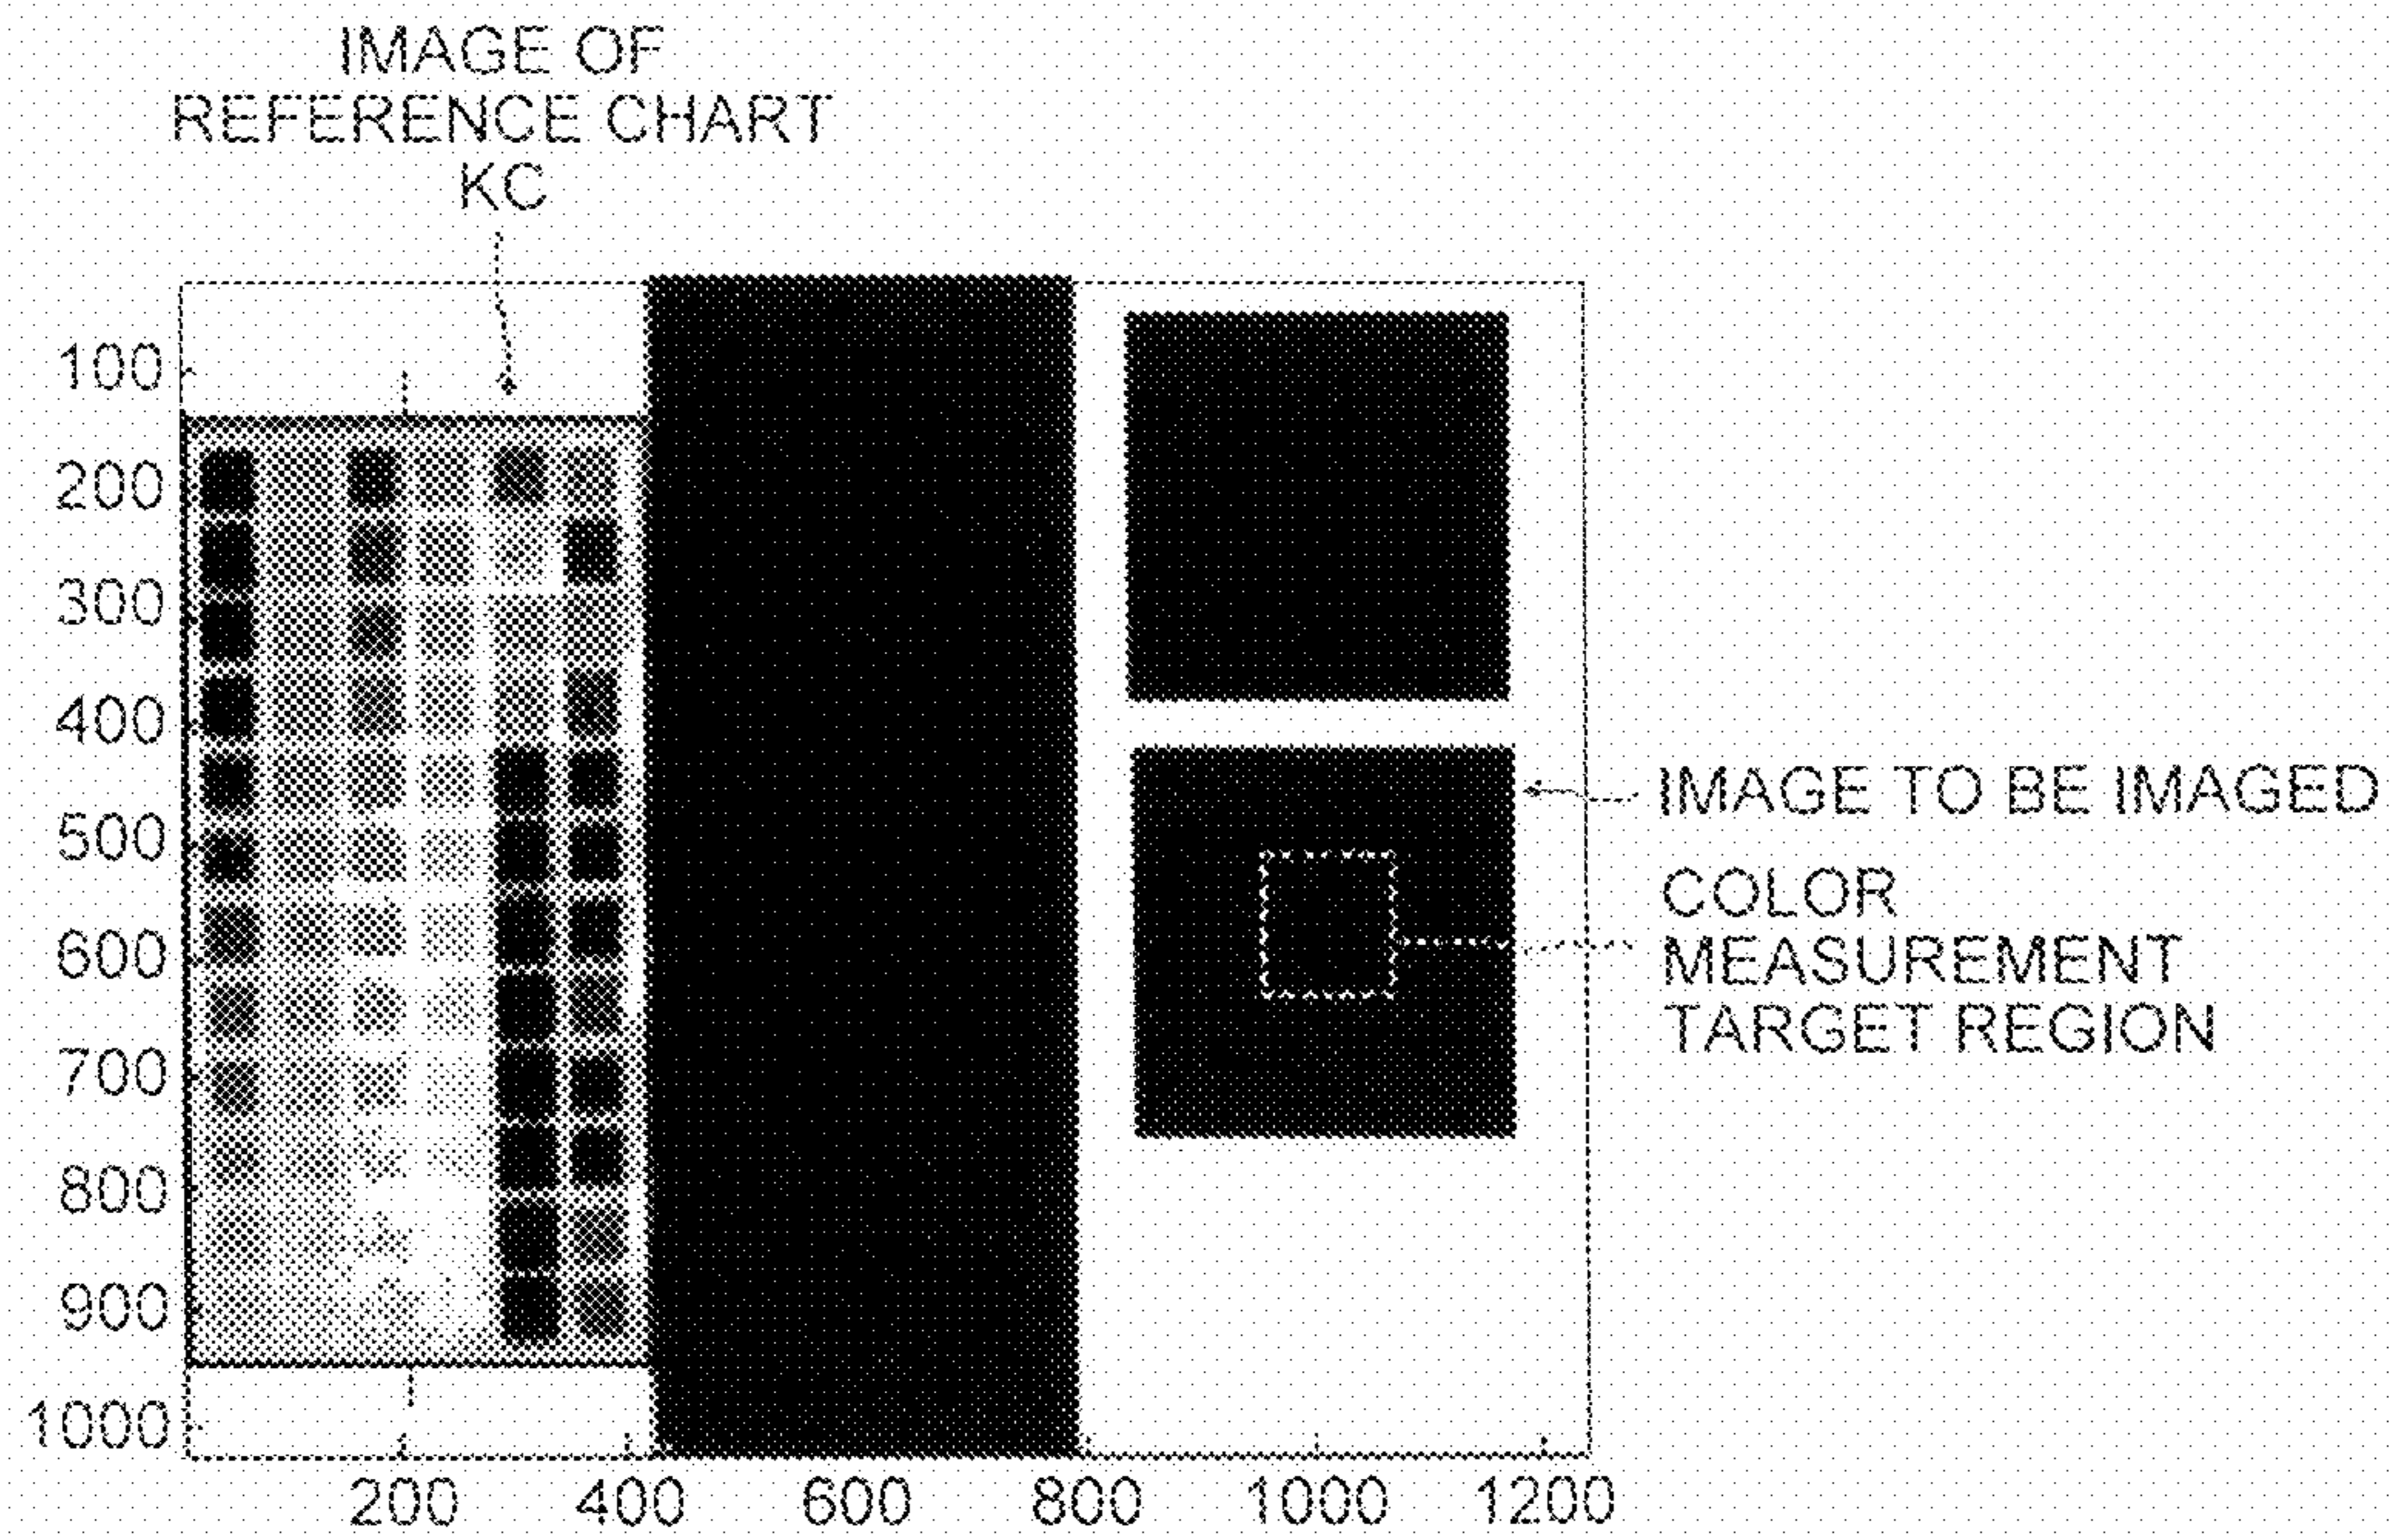 IMAGE OF
REFERENCE CHART
KC
100
200
300
400
500
600
700
800
900
1000
IMAGE TO BE IMAGED
COLOR
MEASUREMENT
TARGET REGION
200 400 600 800 1000 1200